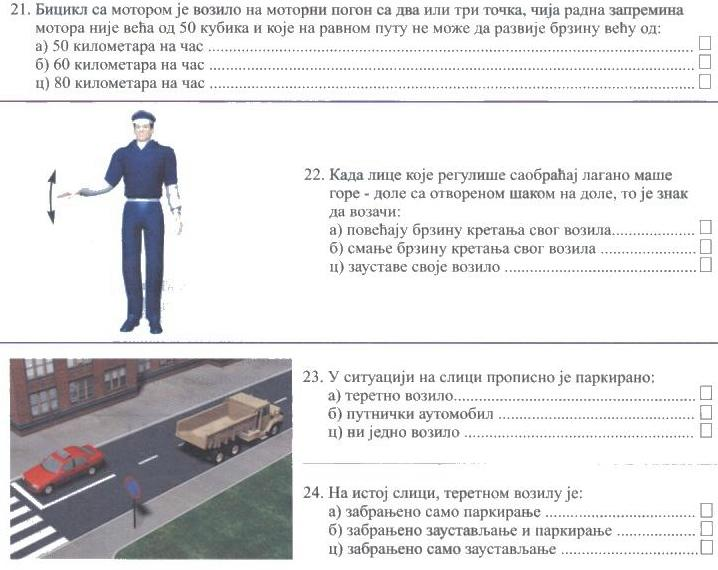 21. Бицикл са мотором је возило на моторни погон са два или три точка, чија радна запремина
мотора није већа од 50 кубика и које на равном путу не може да развије брзину већу од:
а) 50 километара на час
б) 60 километара на час
ц) 80 километара на час
22. Када лице које регулише саобраћај лагано маше
горе - доле са отвореном шаком на доле, то је знак
да возачи:
а) повећају брзину кретања свог возила
б) смање брзину кретања свог возила
ц) зауставе своје возило
23. У ситуацији на слици прописно је паркирано:
а) теретно возило
б) путнички аутомобил
ц) ни једно возило
24. На истој слици, теретном возилу је:
а) забрањено само паркирање
б) забрањено заустављање и паркирање
ц) забрањено само заустављање